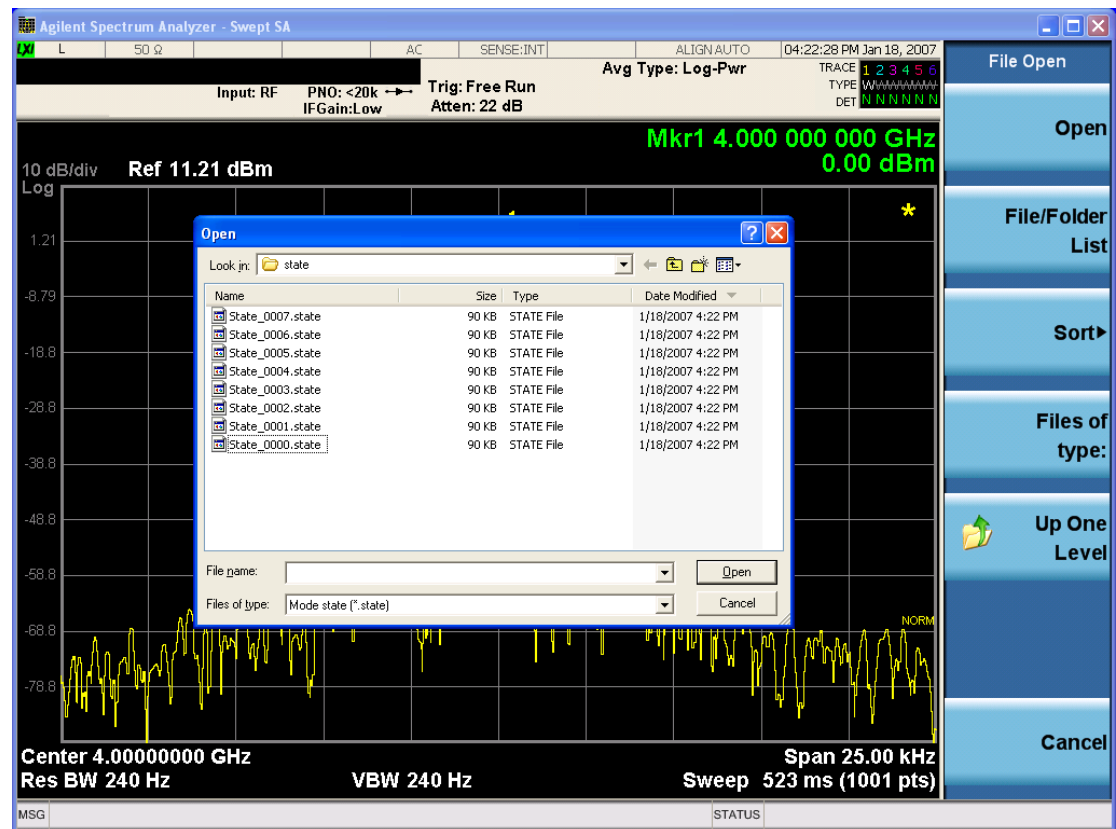 Agilent Spectrum Analyzer - Swept SA
LXI L 50 Ω AC SENSE:INT ALIGN AUTO 04:22:28 PM Jan 18, 2007
Input: RF PNO: <20k IFGain:Low
Trig: Free Run
Atten: 22 dB
Avg Type: Log-Pwr
TRACE 1 2 3 4 5 6
TYPE
DET N N N N N N
Mkr1 4.000 000 000 GHz
0.00 dBm
10 dB/div Ref 11.21 dBm
Log
1.21
-8.79
-18.8
-28.8
-38.8
-48.8
-58.8
-68.8
-78.8
*
NORM
Open
Look in: state
Name Size Type Date Modified
State_0007.state 90 KB STATE File 1/18/2007 4:22 PM
State_0006.state 90 KB STATE File 1/18/2007 4:22 PM
State_0005.state 90 KB STATE File 1/18/2007 4:22 PM
State_0004.state 90 KB STATE File 1/18/2007 4:22 PM
State_0003.state 90 KB STATE File 1/18/2007 4:22 PM
State_0002.state 90 KB STATE File 1/18/2007 4:22 PM
State_0001.state 90 KB STATE File 1/18/2007 4:22 PM
State_0000.state 90 KB STATE File 1/18/2007 4:22 PM
File name: Open
Files of type: Mode state (*.state) Cancel
Center 4.00000000 GHz Span 25.00 kHz
Res BW 240 Hz VBW 240 Hz Sweep 523 ms (1001 pts)
MSG STATUS
File Open
Open
File/Folder
List
Sort
Files of
type:
Up One
Level
Cancel